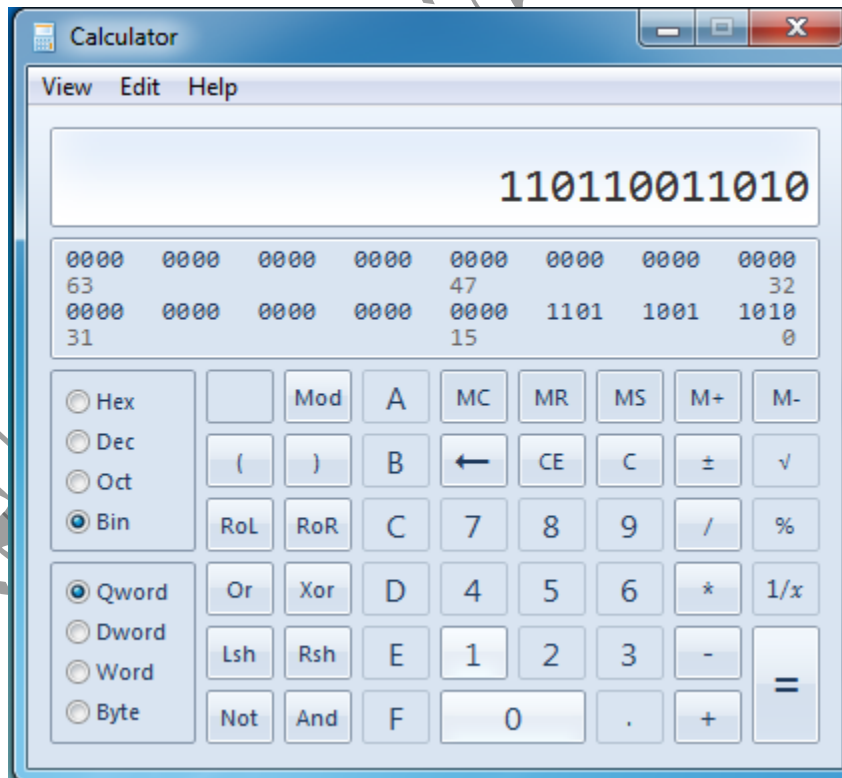 Calculator
View Edit Help
110110011010
0000 0000 0000 0000 0000 0000 0000 0000
63 47 32
0000 0000 0000 0000 0000 1101 1001 1010
31 15 0
Hex Mod A MC MR MS M+ M-
Dec
Oct
( ) B ← CE C ± √
Bin RoL RoR C 7 8 9 / %
Qword Or Xor D 4 5 6 * 1/x
Dword
Word
Lsh Rsh E 1 2 3 - =
Byte Not And F 0 . +